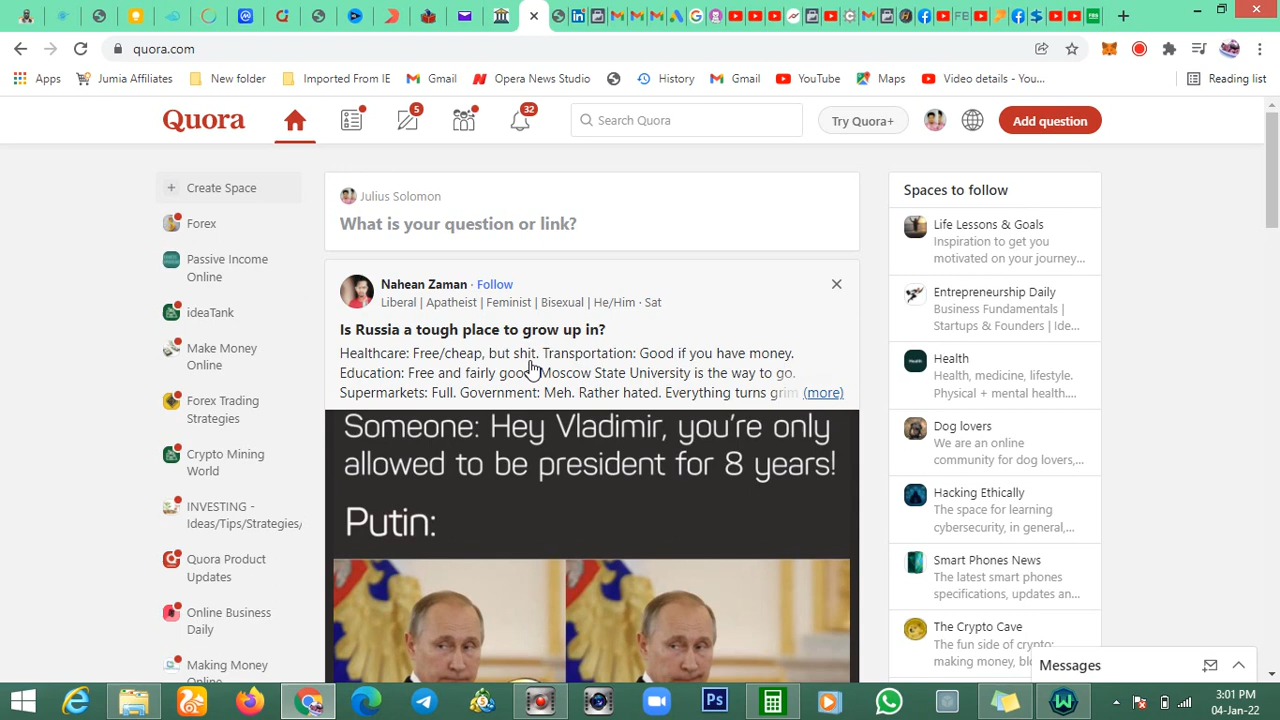 quora.com
Apps
Jumia Affiliates
New folder
Imported From IE
Gmail
Opera News Studio
History
Gmail
YouTube
Maps
Video details - You...
Reading list
Quora
5
32
Search Quora
Try Quora+
Add question
Create Space
Forex
Passive Income
Online
ideaTank
Make Money
Online
Forex Trading
Strategies
Crypto Mining
World
INVESTING -
Ideas/Tips/Strategies/
Quora Product
Updates
Online Business
Daily
Making Money
Online
Julius Solomon
What is your question or link?
Nahean Zaman · Follow
Liberal | Apatheist | Feminist | Bisexual | He/Him · Sat
Is Russia a tough place to grow up in?
Healthcare: Free/cheap, but shit. Transportation: Good if you have money.
Education: Free and fairly good. Moscow State University is the way to go.
Supermarkets: Full. Government: Meh. Rather hated. Everything turns grim (more)
Someone: Hey Vladimir, you're only
allowed to be president for 8 years!
Putin:
Spaces to follow
Life Lessons & Goals
Inspiration to get you
motivated on your journey...
Entrepreneurship Daily
Business Fundamentals |
Startups & Founders | Ide...
Health
Health, medicine, lifestyle.
Physical + mental health....
Dog lovers
We are an online
community for dog lovers,...
Hacking Ethically
The space for learning
cybersecurity, in general,...
Smart Phones News
The latest smart phones
specifications, updates an...
The Crypto Cave
The fun side of crypto:
making money, bl
Messages
3:01 PM
04-Jan-22